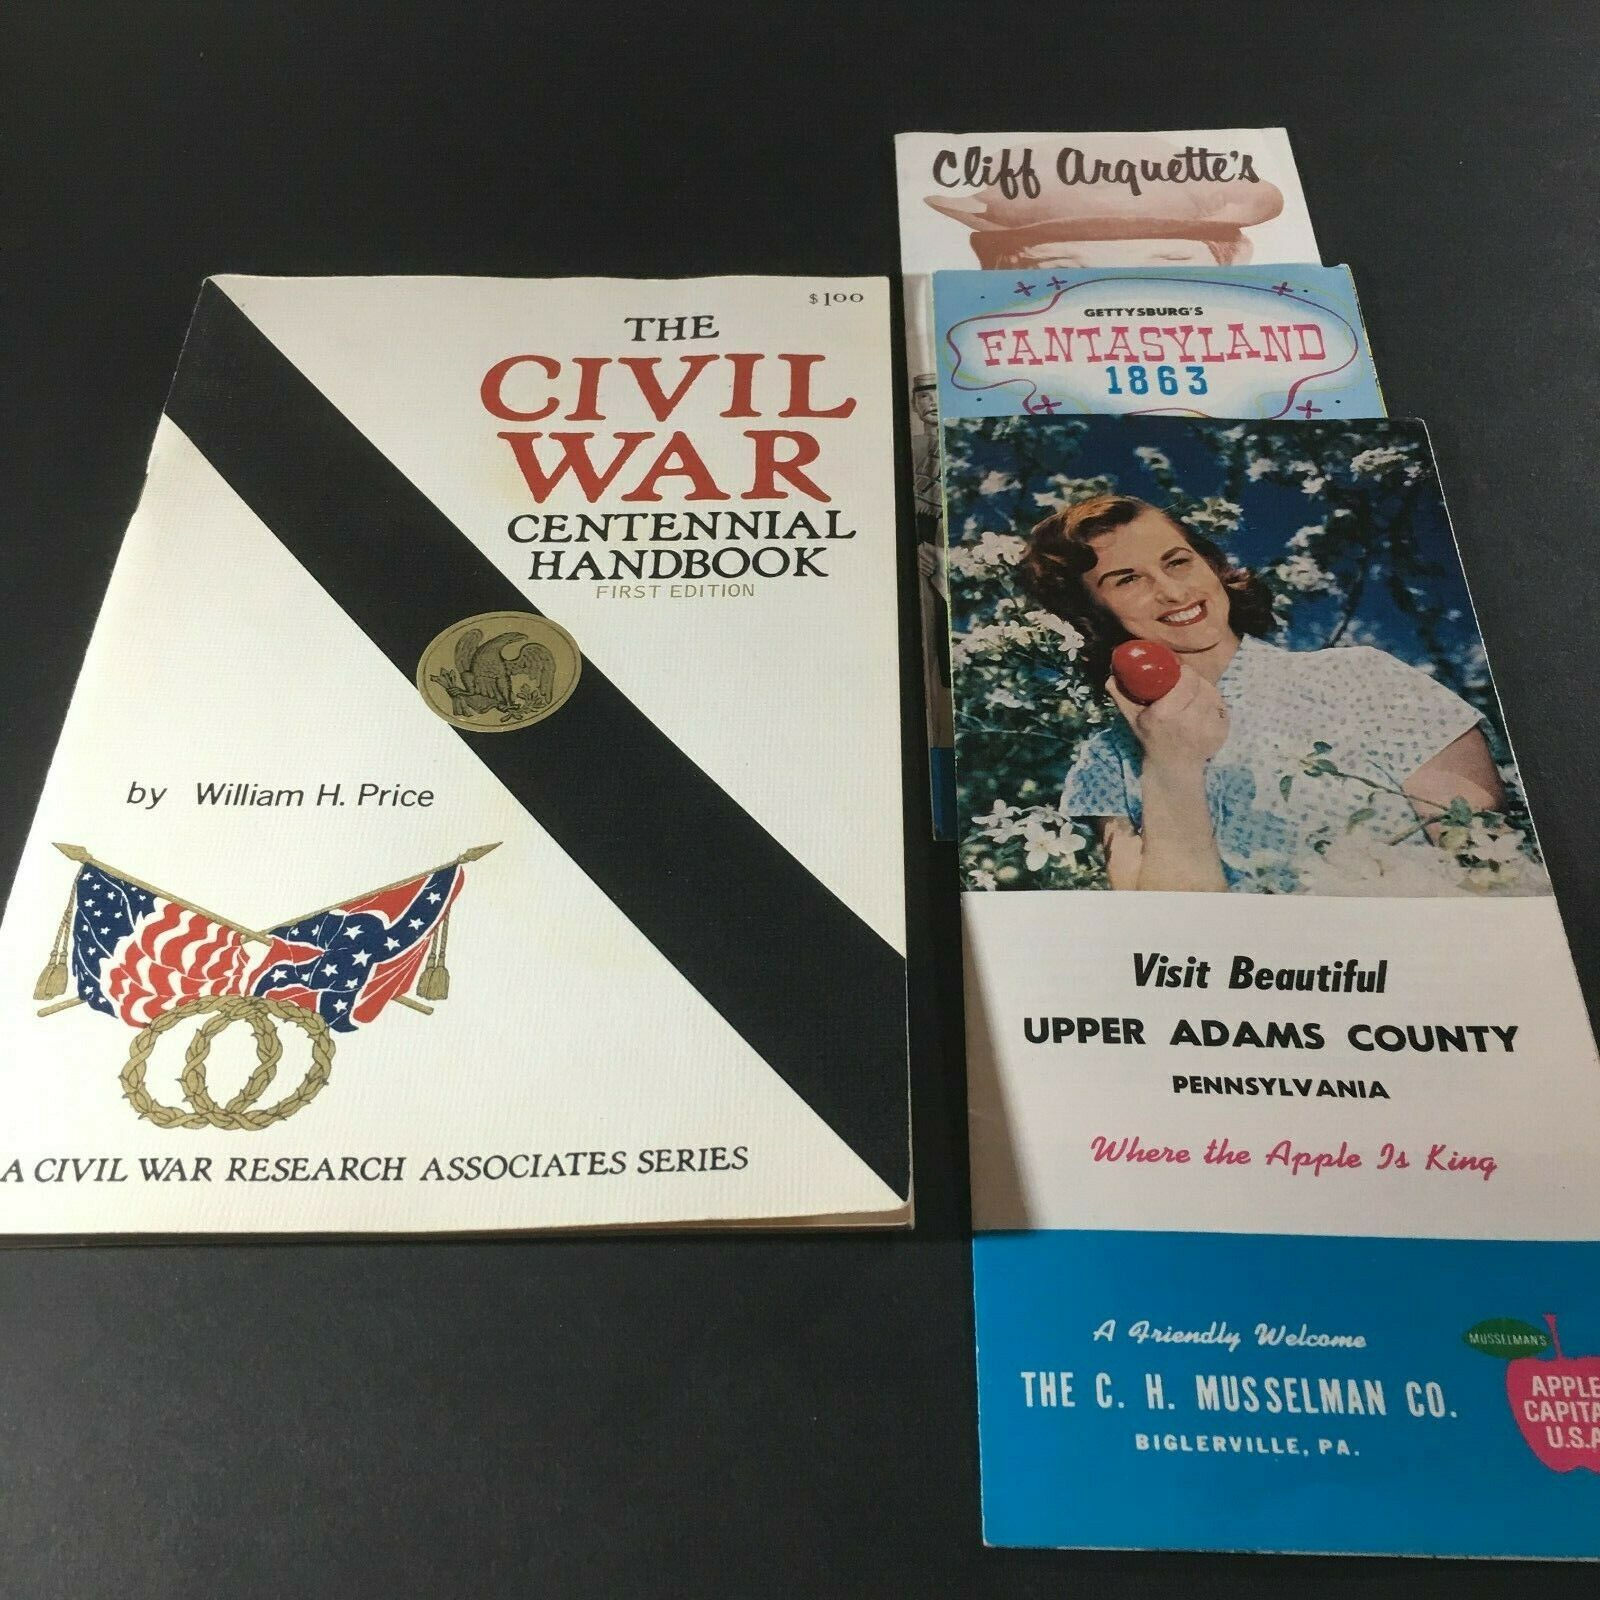 $1.00
THE
CIVIL
WAR
CENTENNIAL
HANDBOOK
FIRST EDITION
by William H. Price
A CIVIL WAR RESEARCH ASSOCIATES SERIES
Cliff Arquette's
GETTYSBURG'S
FANTASYLAND
1863
Visit Beautiful
UPPER ADAMS COUNTY
PENNSYLVANIA
Where the Apple Is King
A Friendly Welcome
THE C. H. MUSSELMAN CO.
BIGLERVILLE, PA.
MUSSELMAN'S
APPLE
CAPITA
U.S.A